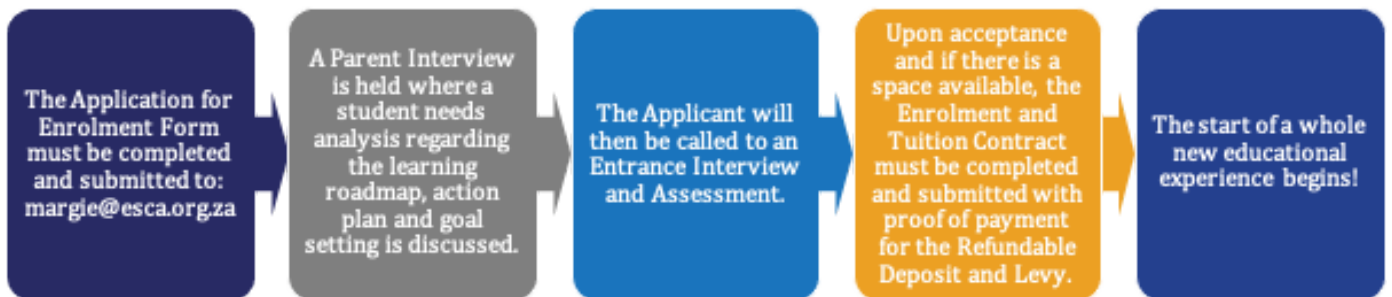 The Application for
Enrolment Form
must be completed
and submitted to:
margie@esca.org.za
A Parent Interview
is held where a
student needs
analysis regarding
the learning
roadmap, action
plan and goal
setting is discussed.
The Applicant will
then be called to an
Entrance Interview
and Assessment.
Upon acceptance
and if there is a
space available, the
Enrolment and
Tuition Contract
must be completed
and submitted with
proof of payment
for the Refundable
Deposit and Levy.
The start of a whole
new educational
experience begins!